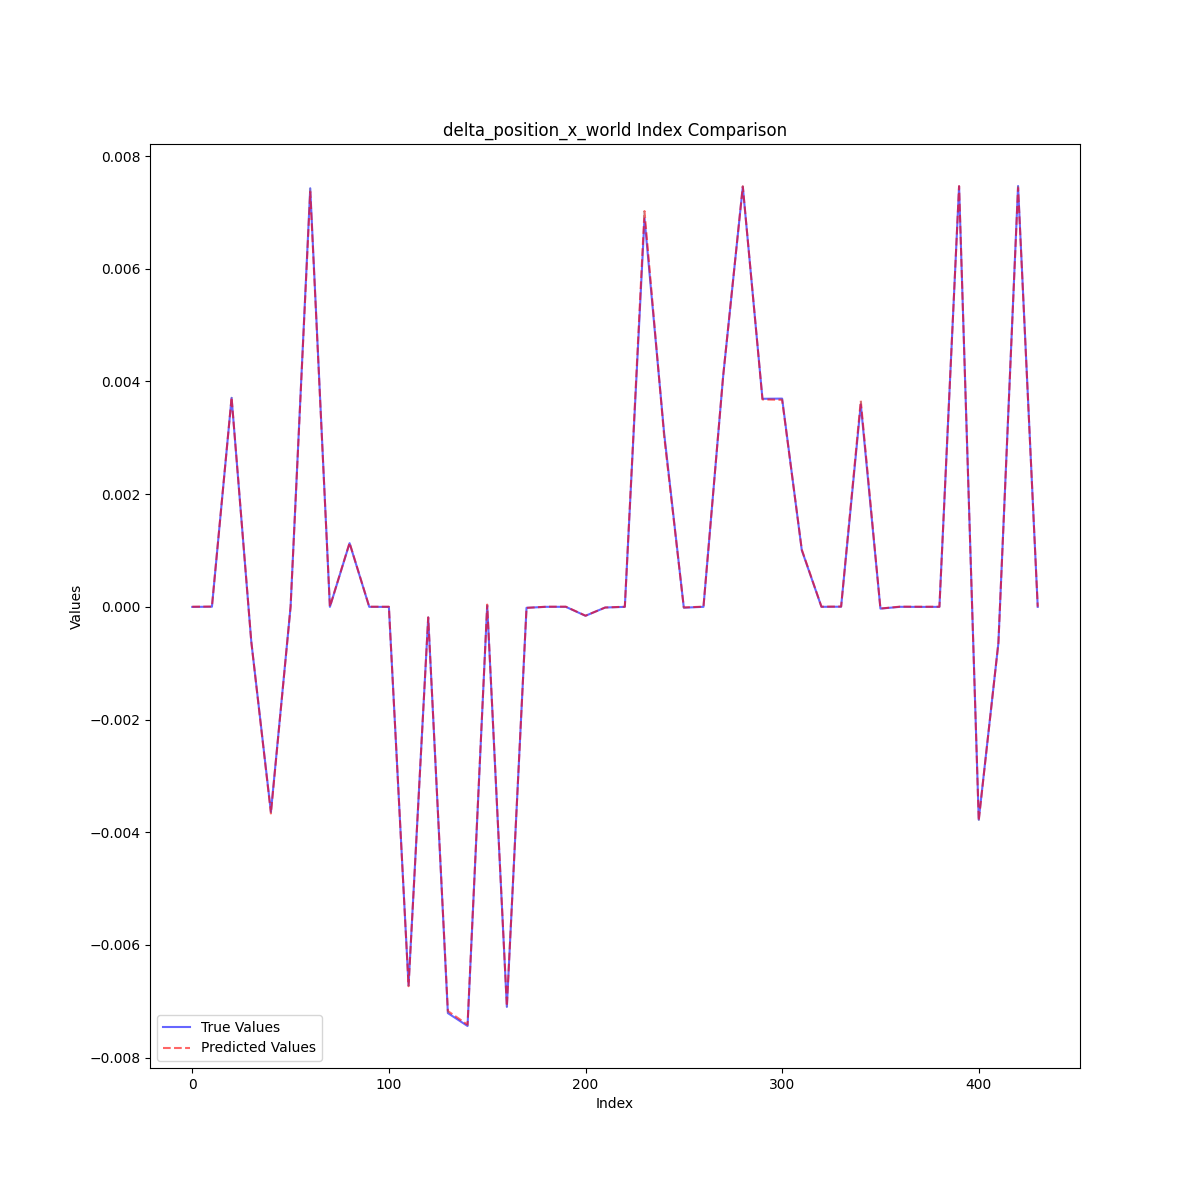 delta_position_x_world Index Comparison
0.008
0.006
0.004
0.002
0.000
−0.002
−0.004
−0.006
−0.008
Values
True Values
Predicted Values
0 100 200 300 400
Index